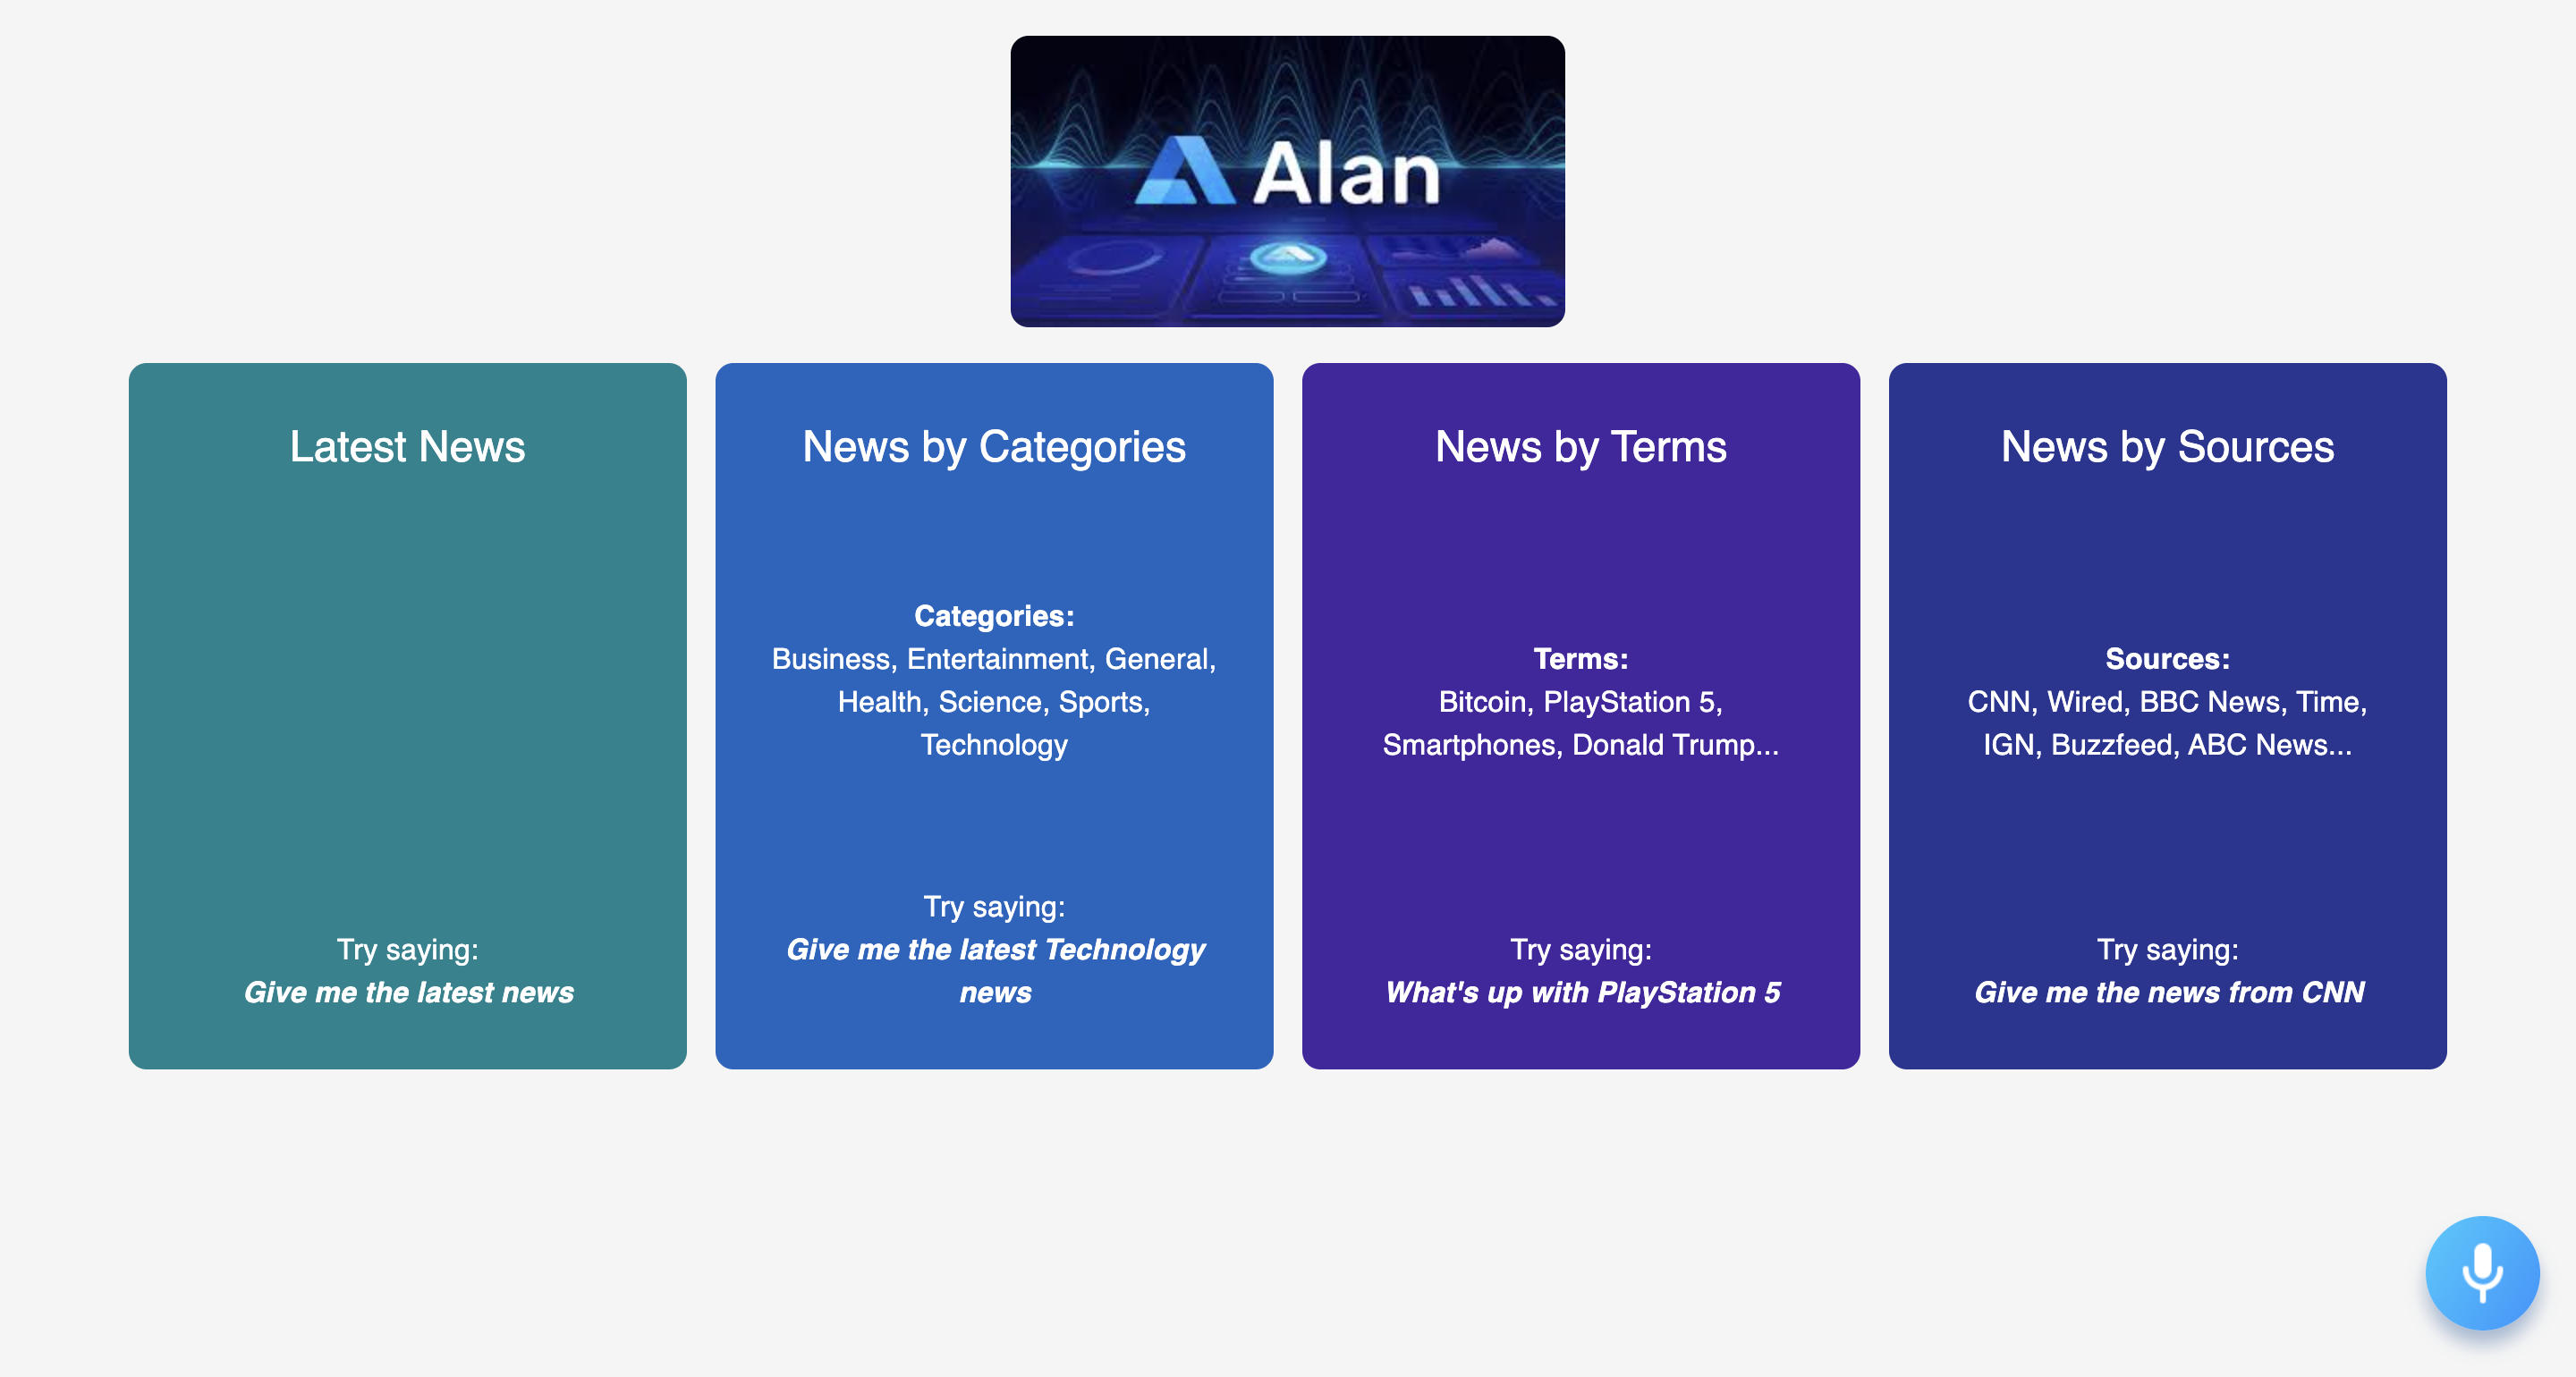 Alan
Latest News
Try saying:
Give me the latest news
News by Categories
Categories:
Business, Entertainment, General,
Health, Science, Sports,
Technology
Try saying:
Give me the latest Technology
news
News by Terms
Terms:
Bitcoin, PlayStation 5,
Smartphones, Donald Trump...
Try saying:
What's up with PlayStation 5
News by Sources
Sources:
CNN, Wired, BBC News, Time,
IGN, Buzzfeed, ABC News...
Try saying:
Give me the news from CNN